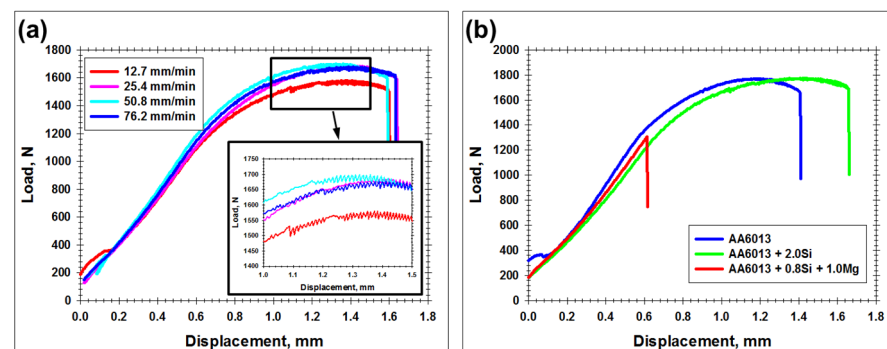 (a)
1800
1600
1400
1200
1000
800
600
400
200
0
Load, N
12.7 mm/min
25.4 mm/min
50.8 mm/min
76.2 mm/min
1750
1700
1650
1600
1550
1500
1450
1400
Load, N
1.0 1.1 1.2 1.3 1.4 1.5
Displacement, mm
0.0 0.2 0.4 0.6 0.8 1.0 1.2 1.4 1.6 1.8
Displacement, mm
(b)
2000
1800
1600
1400
1200
1000
800
600
400
200
0
Load, N
AA6013
AA6013 + 2.0Si
AA6013 + 0.8Si + 1.0Mg
0.0 0.2 0.4 0.6 0.8 1.0 1.2 1.4 1.6 1.8
Displacement, mm